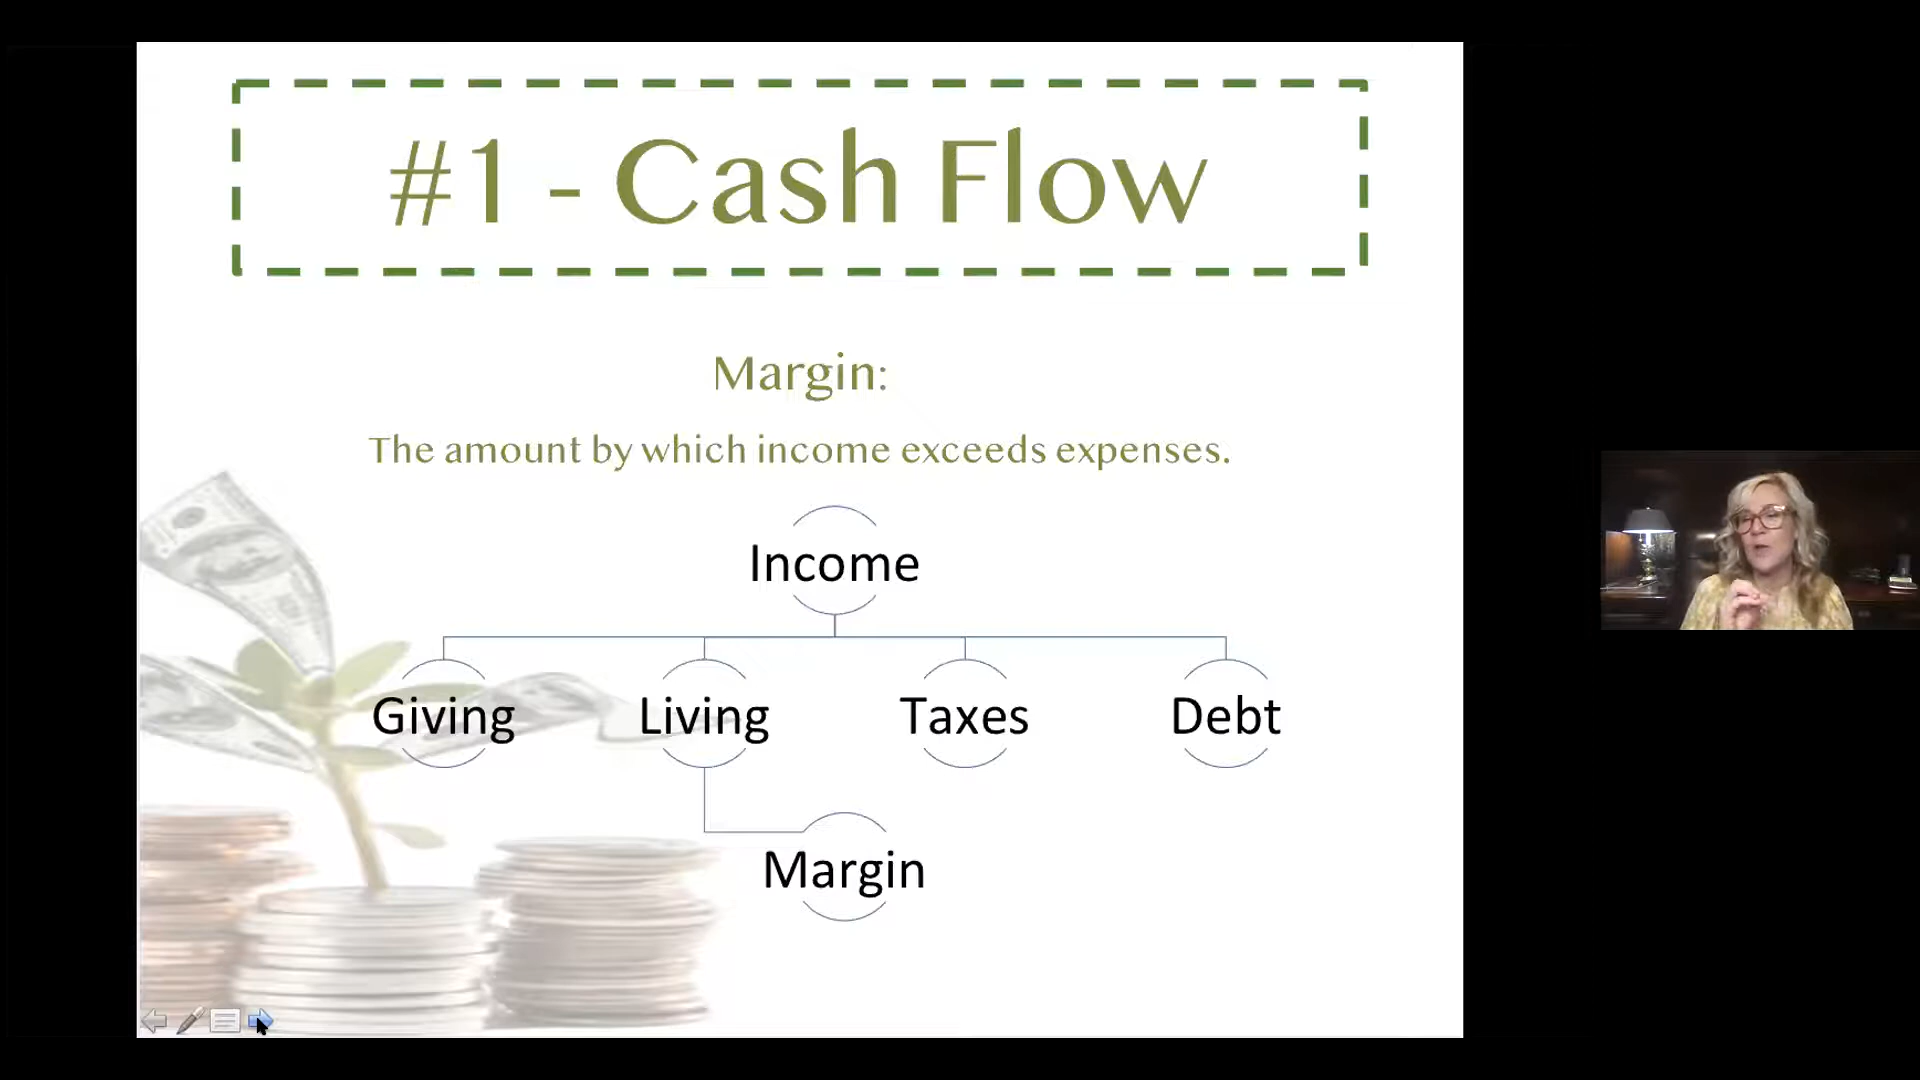 #1 - Cash Flow
Margin:
The amount by which income exceeds expenses.
Income
Giving Living Taxes Debt
Margin